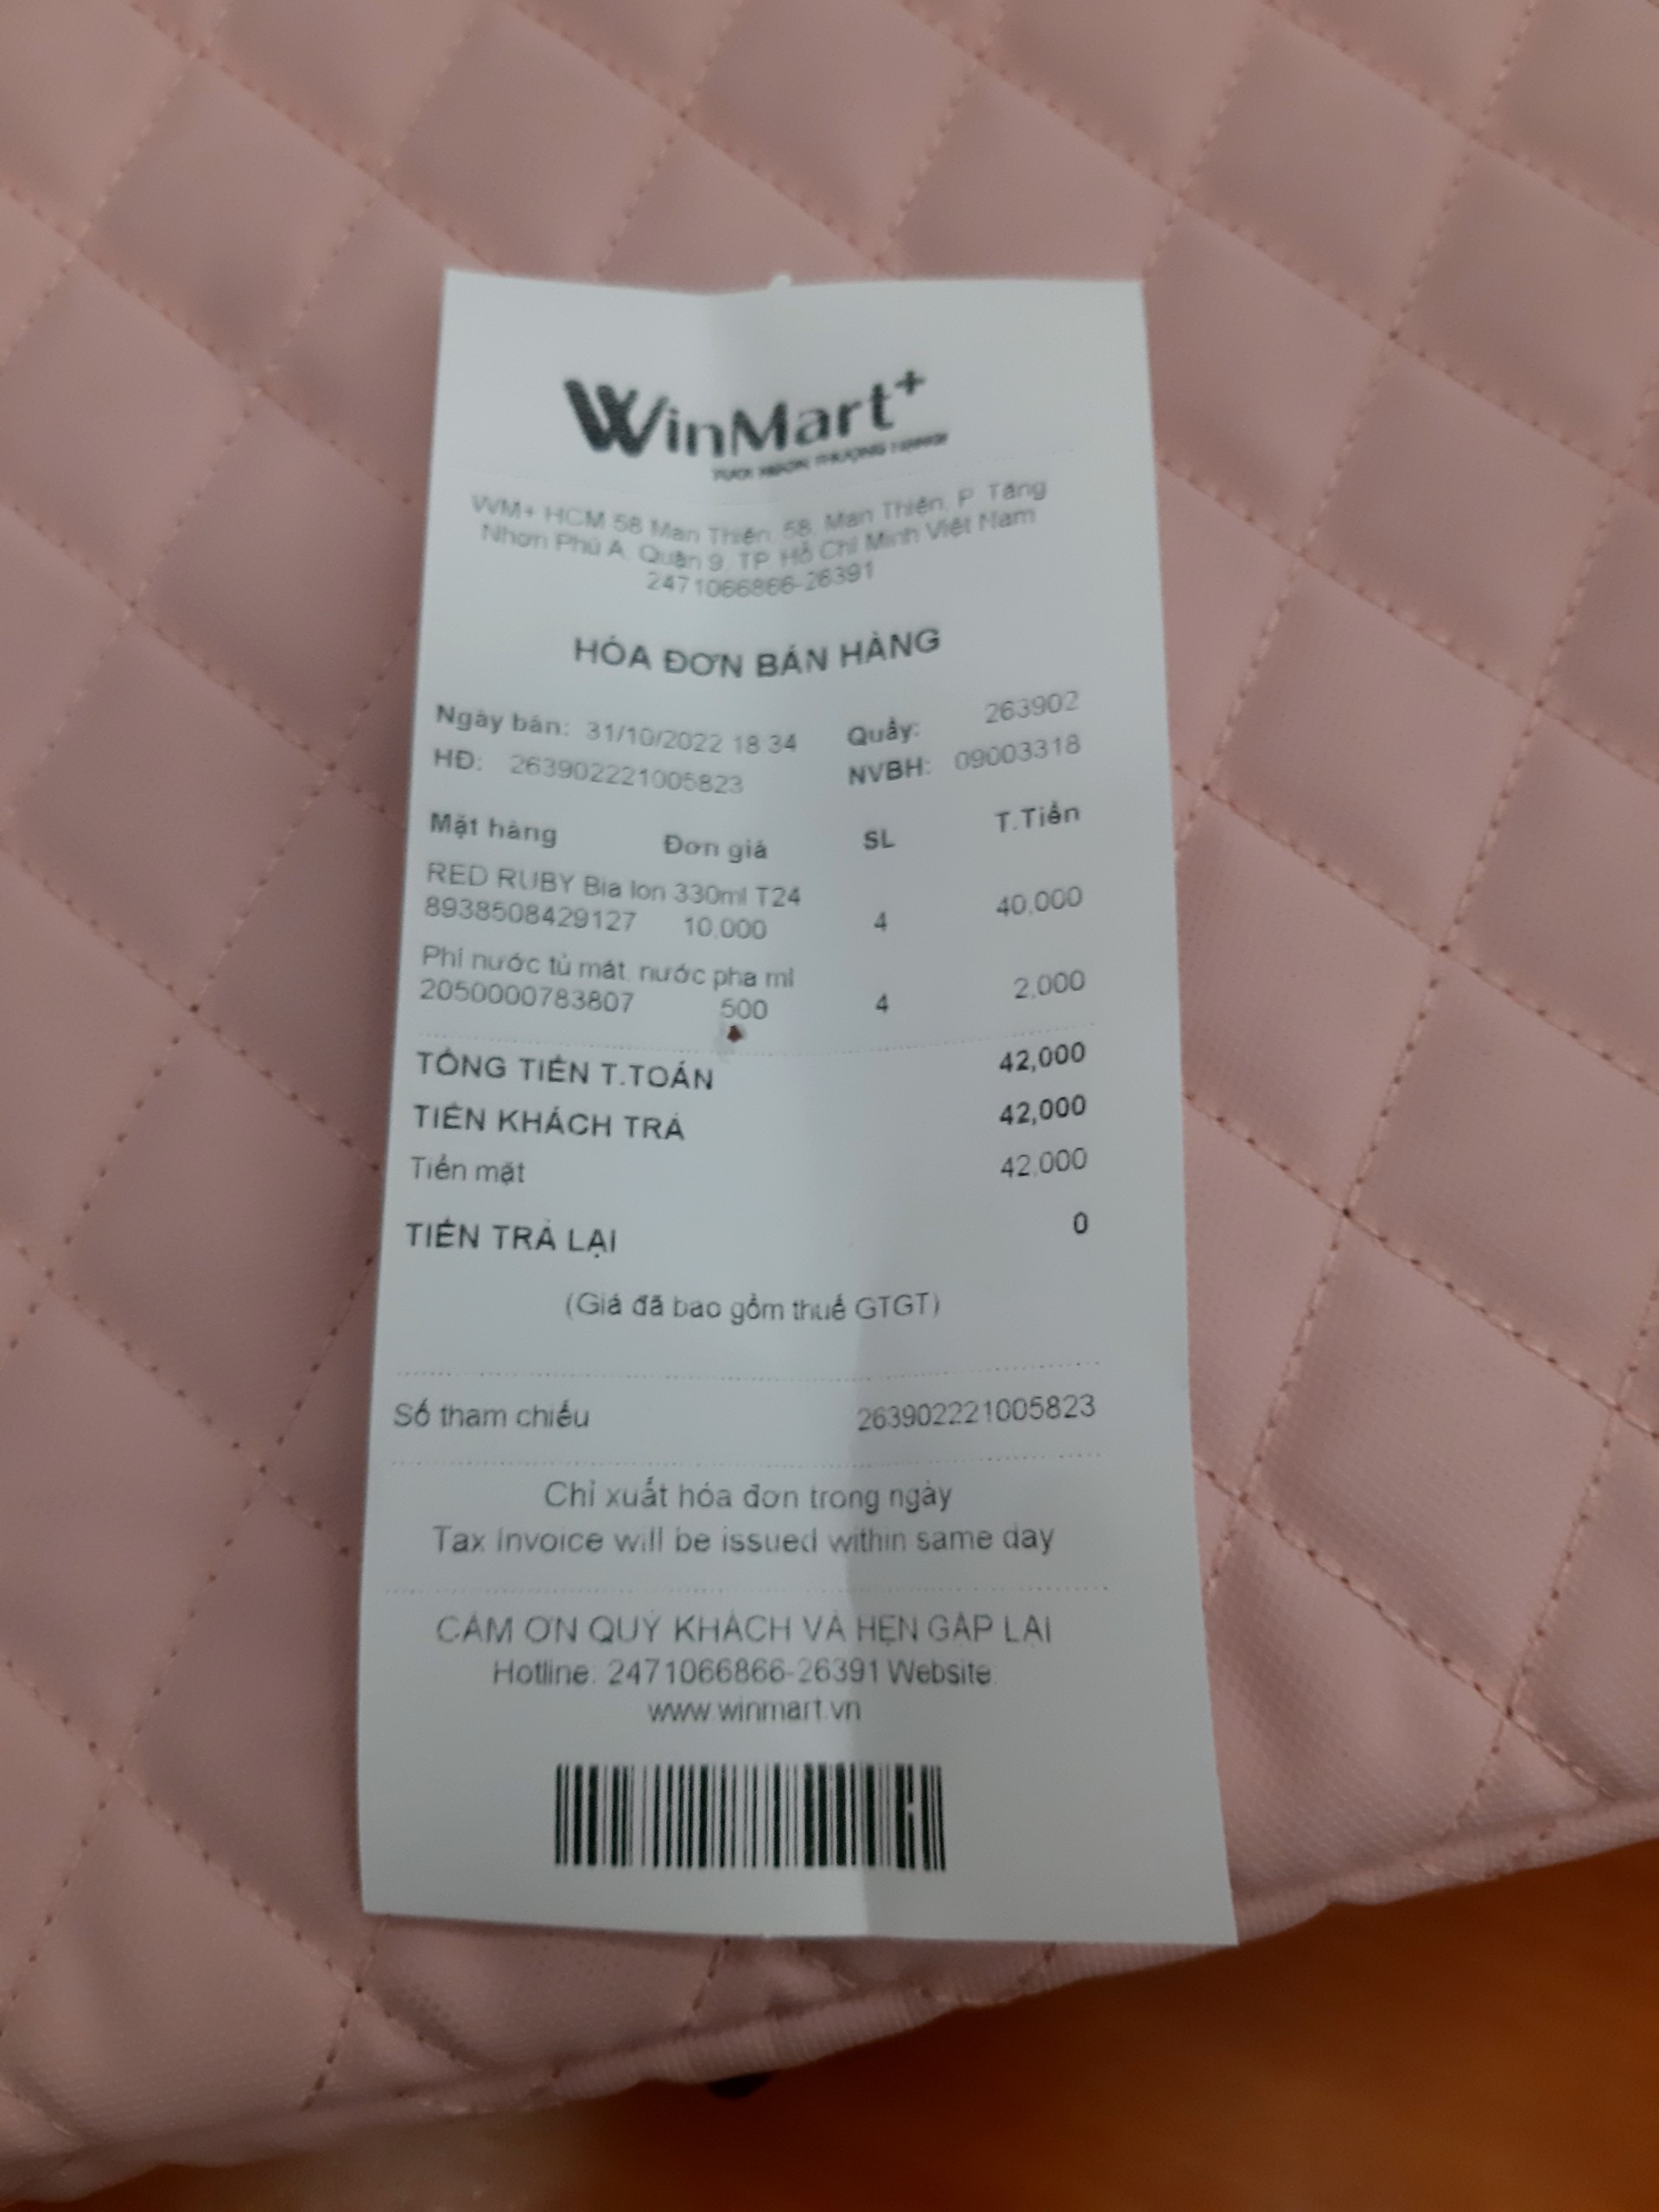 WinMart+
WM+ HCM 58 Man Thiện, 58, Man Thiện, P. Tăng
Nhơn Phú A, Quận 9, TP. Hồ Chí Minh Việt Nam
2471066866-26391
HÓA ĐƠN BÁN HÀNG
Ngày bán: 31/10/2022 18:34 Quầy: 263902
HĐ: 263902221005823 NVBH: 09003318
Mặt hàng Đơn giá SL T.Tiền
RED RUBY Bia lon 330ml T24
8938508429127 10,000 4 40,000
Phí nước tủ mát, nước pha mì
2050000783807 500 4 2,000
TỔNG TIỀN T.TOÁN 42,000
TIỀN KHÁCH TRẢ 42,000
Tiền mặt 42,000
TIỀN TRẢ LẠI 0
(Giá đã bao gồm thuế GTGT)
Số tham chiếu 263902221005823
Chỉ xuất hóa đơn trong ngày
Tax invoice will be issued within same day
CẢM ƠN QUÝ KHÁCH VÀ HẸN GẶP LẠI
Hotline: 2471066866-26391 Website:
www.winmart.vn